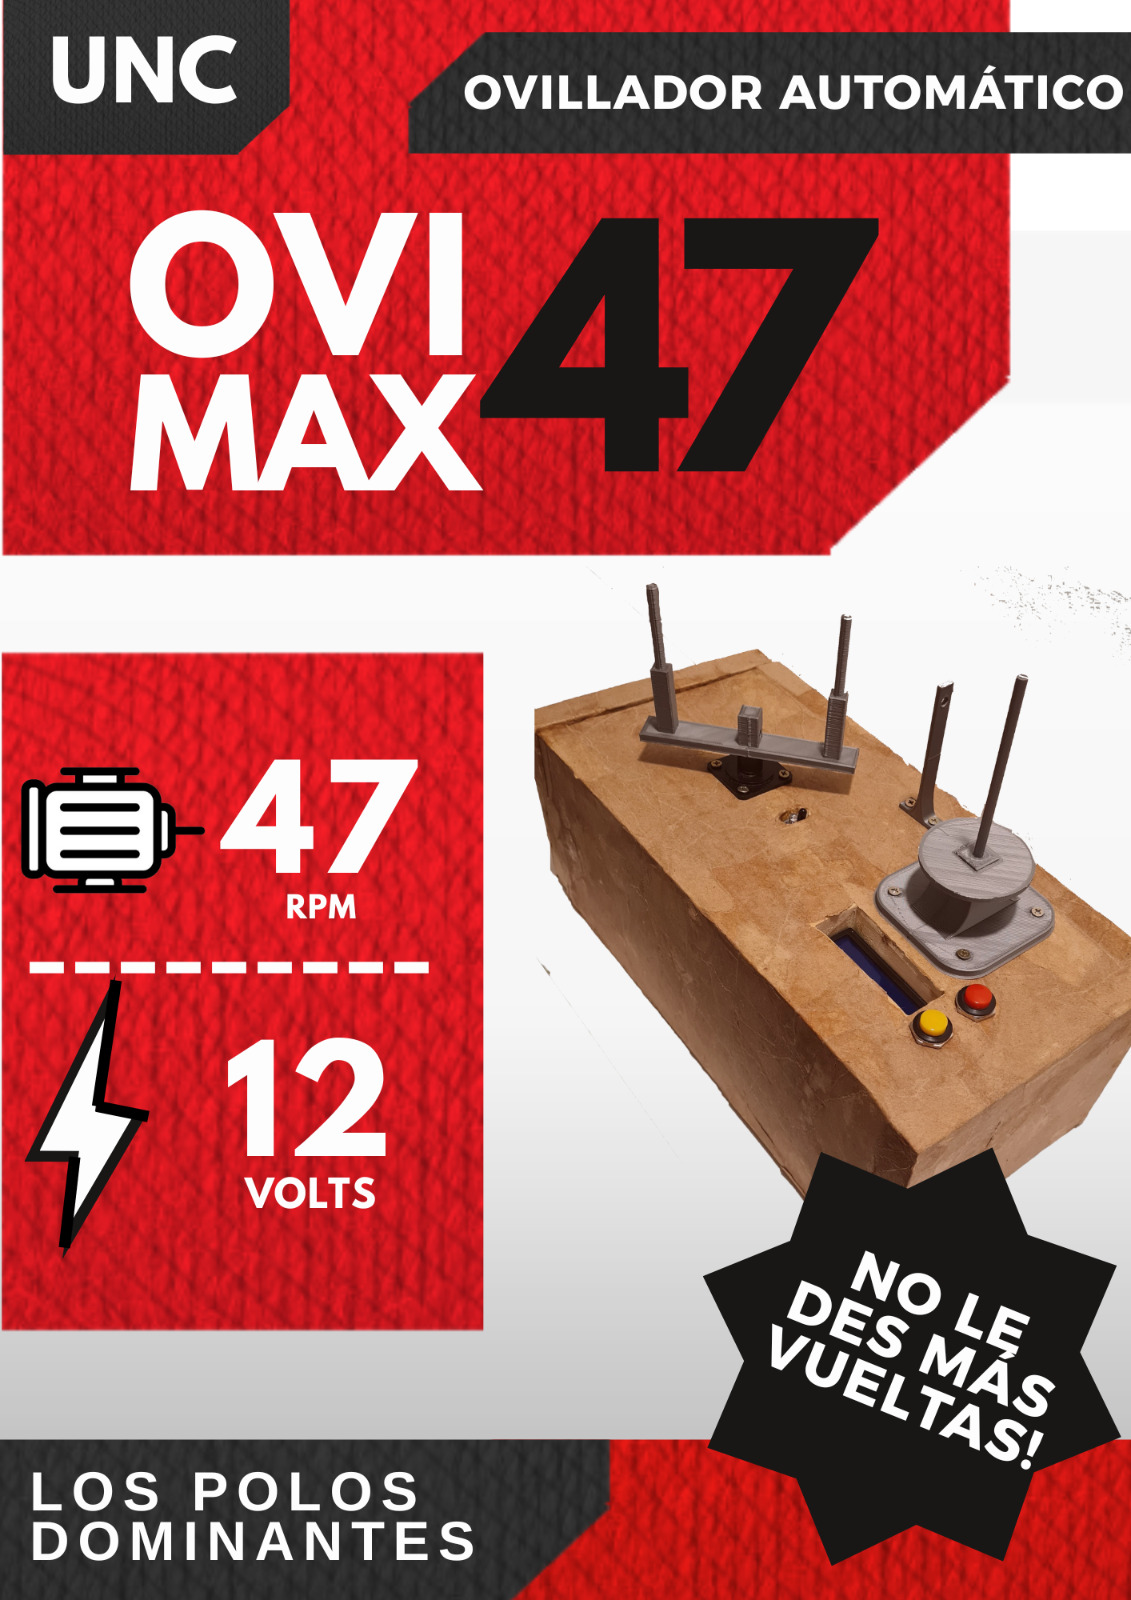 UNC
OVILLADOR AUTOMÁTICO
OVI
MAX
47
47
RPM
12
VOLTS
NO LE
DES MÁS
VUELTAS!
LOS POLOS
DOMINANTES